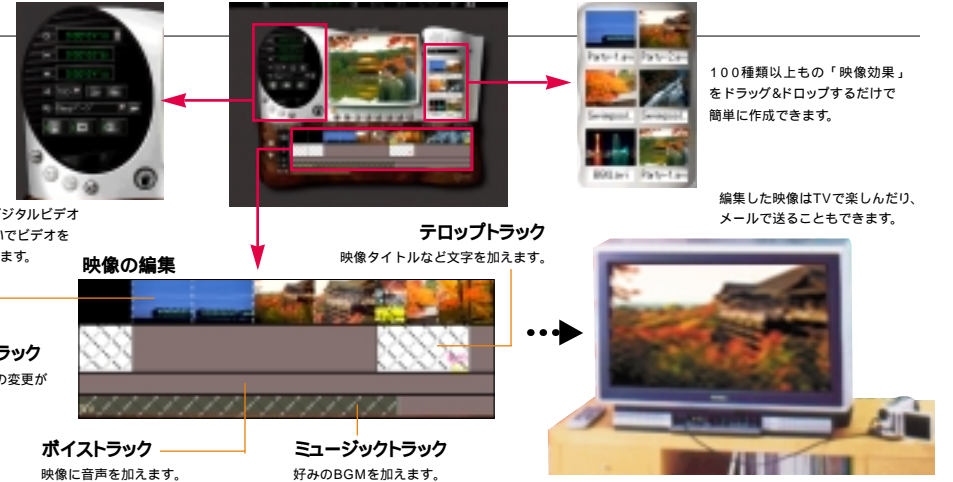 100種類以上もの「映像効果」
をドラッグ&ドロップするだけで
簡単に作成できます。
編集した映像はTVで楽しんだり、
メールで送ることもできます。
ジタルビデオ
いでビデオを
ます。
テロップトラック
映像タイトルなど文字を加えます。
映像の編集
ラック
の変更が
ボイストラック
映像に音声を加えます。
ミュージックトラック
好みのBGMを加えます。